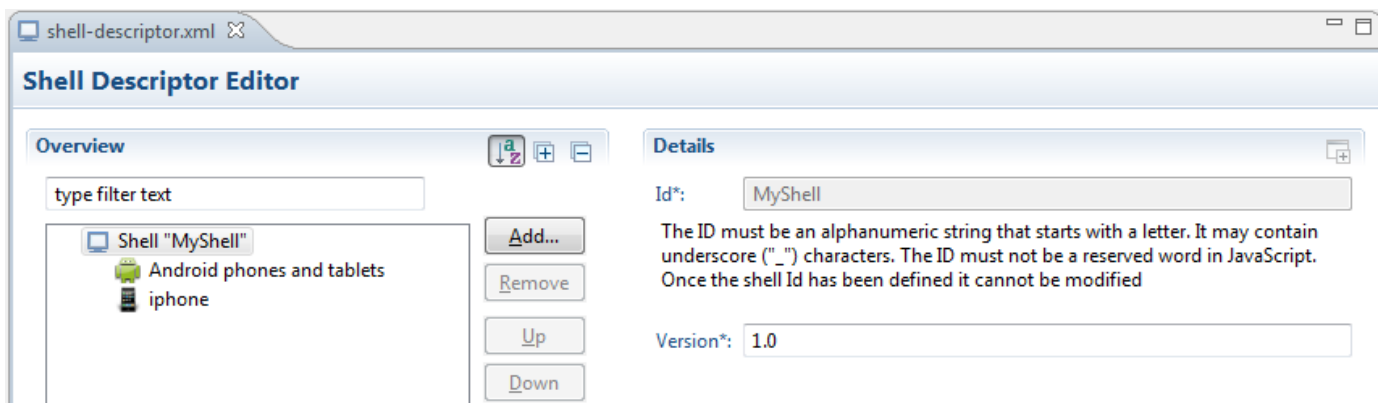 shell-descriptor.xml
Shell Descriptor Editor
Overview
a
z
type filter text
Shell "MyShell"
Android phones and tablets
iphone
Add...
Remove
Up
Down
Details
Id*: MyShell
The ID must be an alphanumeric string that starts with a letter. It may contain
underscore ("_") characters. The ID must not be a reserved word in JavaScript.
Once the shell Id has been defined it cannot be modified
Version*: 1.0